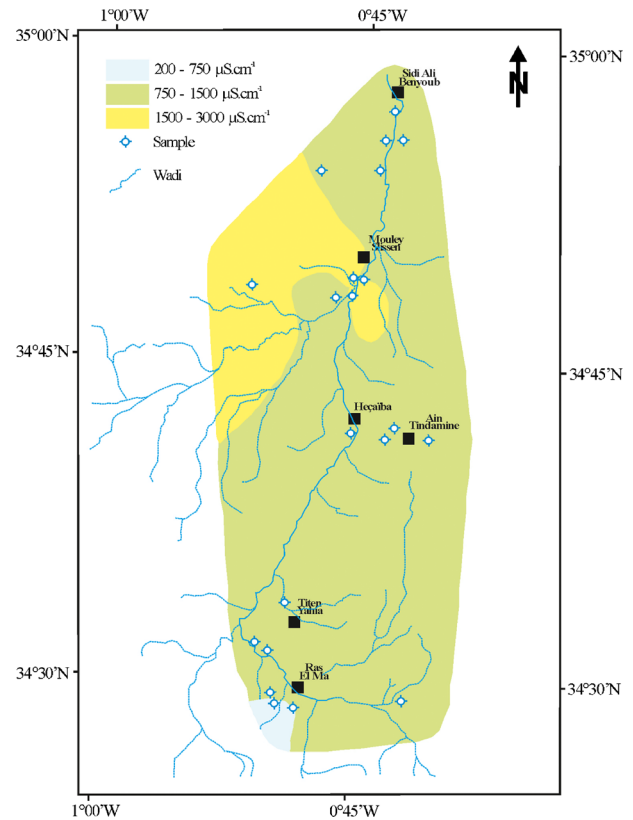 1°00'W
0°45'W
35°00'N
35°00'N
N
200 - 750 µS.cm⁻¹
750 - 1500 µS.cm⁻¹
1500 - 3000 µS.cm⁻¹
Sample
Wadi
Sidi Ali
Benyoub
Mouley
Slissen
34°45'N
34°45'N
Heçaïba
Ain
Tindamine
Titen
Yahia
34°30'N
Ras
El Ma
34°30'N
1°00'W
0°45'W